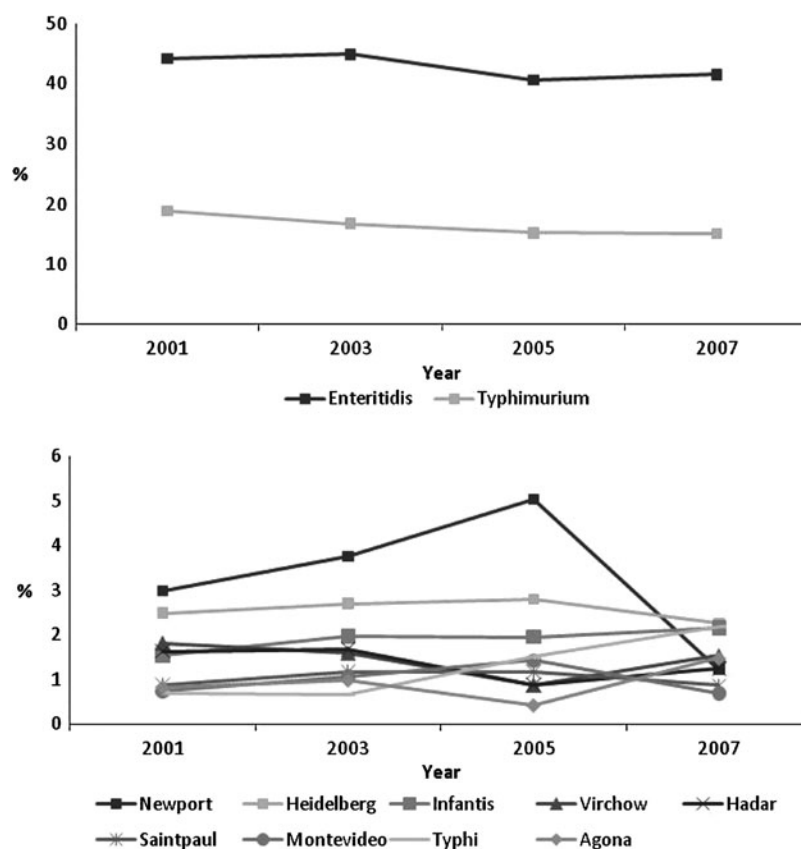 50
40
30
%
20
10
0
2001 2003 2005 2007
Year
Enteritidis Typhimurium
6
5
4
% 3
2
1
0
2001 2003 2005 2007
Year
Newport Heidelberg Infantis Virchow Hadar
Saintpaul Montevideo Typhi Agona